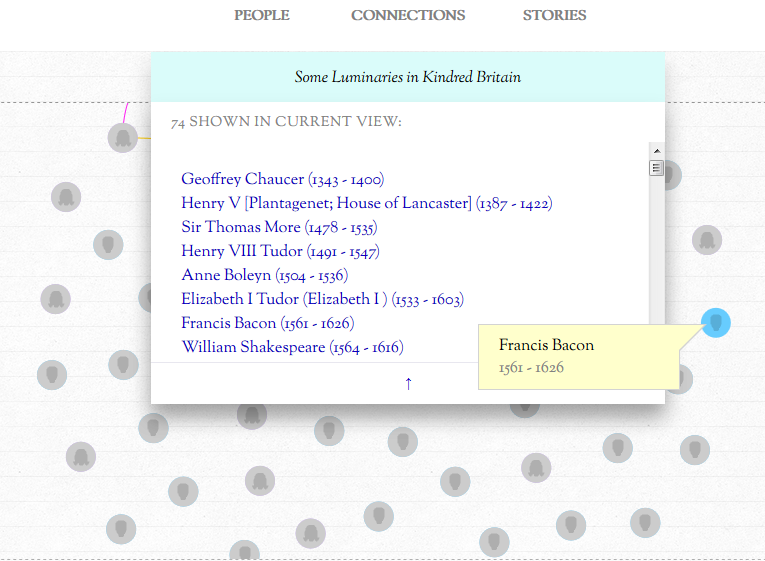 PEOPLE CONNECTIONS STORIES
Some Luminaries in Kindred Britain
74 SHOWN IN CURRENT VIEW:
Geoffrey Chaucer (1343 - 1400)
Henry V [Plantagenet; House of Lancaster] (1387 - 1422)
Sir Thomas More (1478 - 1535)
Henry VIII Tudor (1491 - 1547)
Anne Boleyn (1504 - 1536)
Elizabeth I Tudor (Elizabeth I ) (1533 - 1603)
Francis Bacon (1561 - 1626)
William Shakespeare (1564 - 1616)
Francis Bacon
1561 - 1626
↑